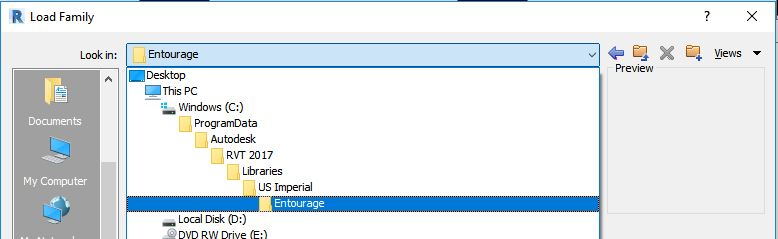 R Load Family ? ×
Look in: Entourage Views
Preview
Desktop
This PC
Documents
Windows (C:)
ProgramData
Autodesk
RVT 2017
Libraries
My Computer
US Imperial
Entourage
Local Disk (D:)
DVD RW Drive (E:)